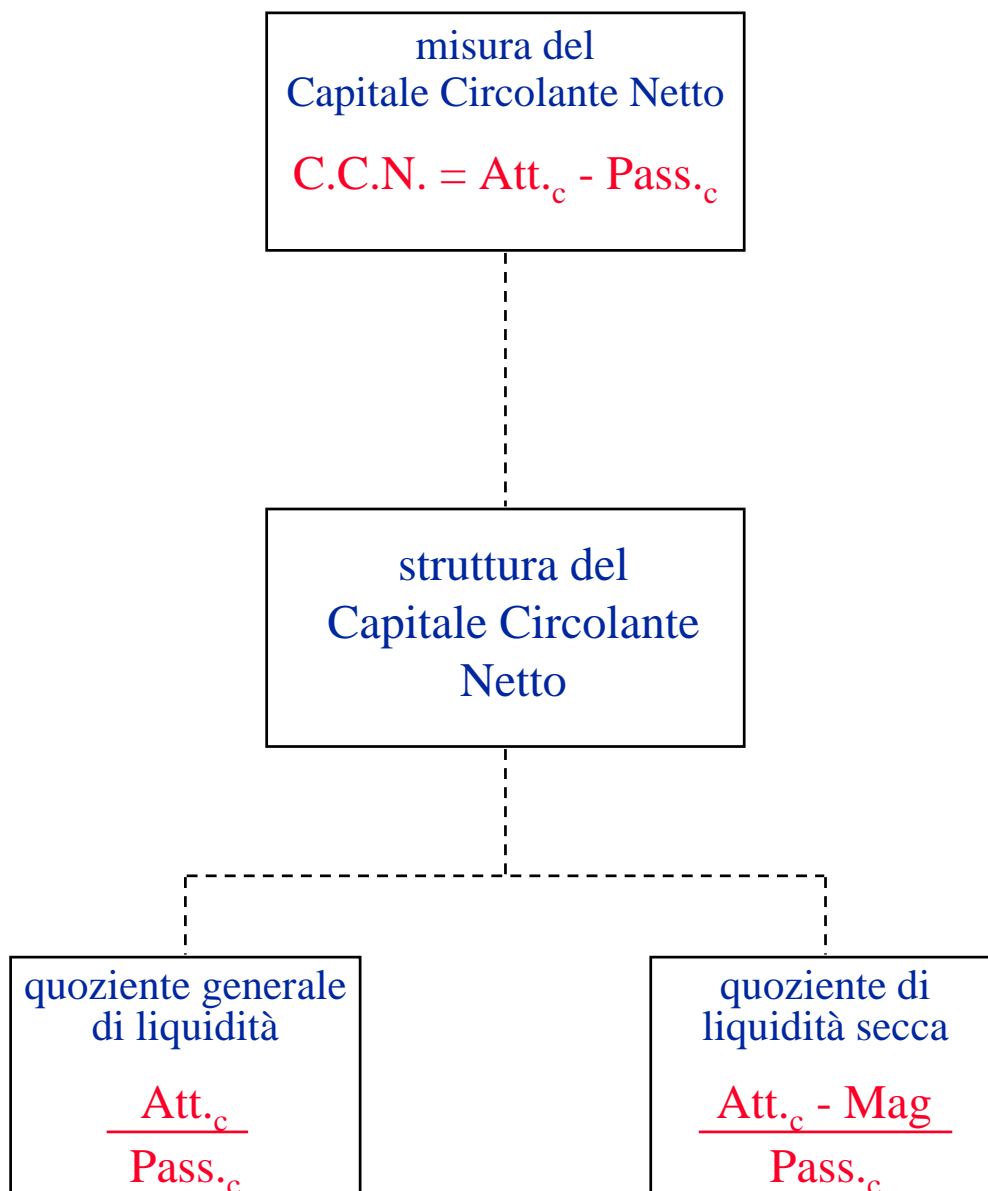 misura del
Capitale Circolante Netto
C.C.N. = Att.c - Pass.c
struttura del
Capitale Circolante
Netto
quoziente generale
di liquidità
Att.c
Pass.c
quoziente di
liquidità secca
Att.c - Mag
Pass.c